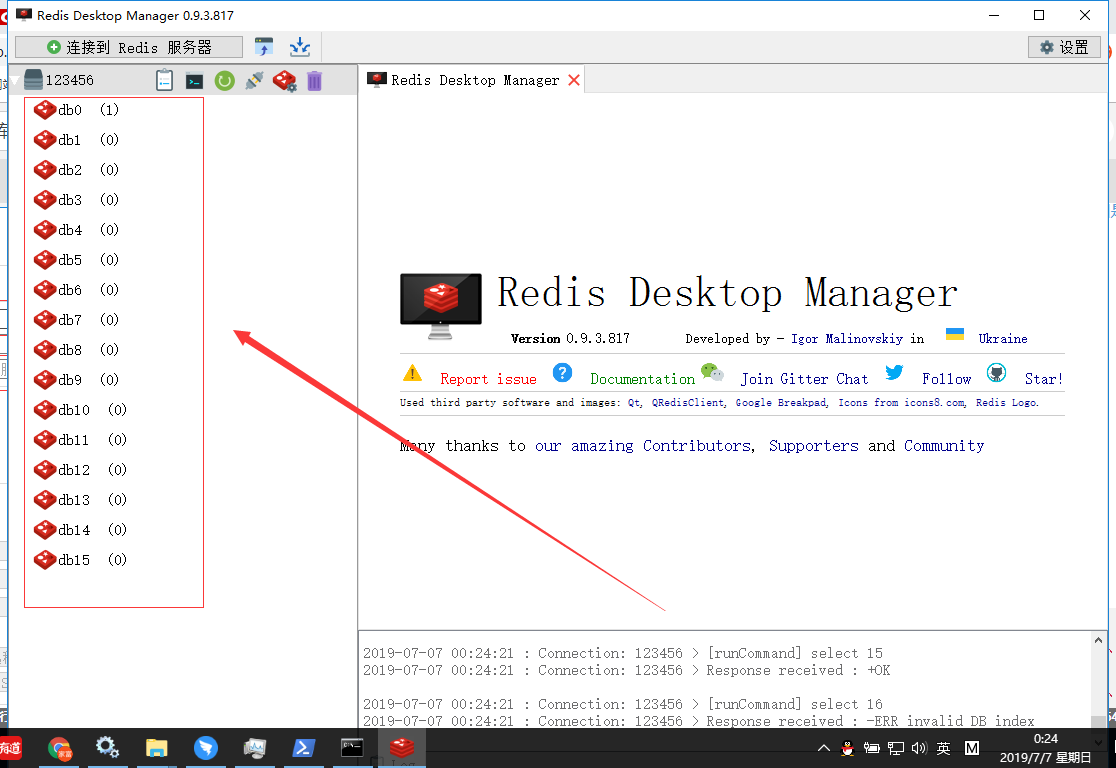 Redis Desktop Manager 0.9.3.817
连接到 Redis 服务器
设置
123456
Redis Desktop Manager
db0 (1)
db1 (0)
db2 (0)
db3 (0)
db4 (0)
db5 (0)
db6 (0)
db7 (0)
db8 (0)
db9 (0)
db10 (0)
db11 (0)
db12 (0)
db13 (0)
db14 (0)
db15 (0)
Redis Desktop Manager
Version 0.9.3.817 Developed by - Igor Malinovskiy in Ukraine
Report issue Documentation Join Gitter Chat Follow Star!
Used third party software and images: Qt, QRedisClient, Google Breakpad, Icons from icons8.com, Redis Logo.
Many thanks to our amazing Contributors, Supporters and Community
2019-07-07 00:24:21 : Connection: 123456 > [runCommand] select 15
2019-07-07 00:24:21 : Connection: 123456 > Response received : +OK
2019-07-07 00:24:21 : Connection: 123456 > [runCommand] select 16
2019-07-07 00:24:21 : Connection: 123456 > Response received : -ERR invalid DB index
英
M
0:24
2019/7/7 星期日